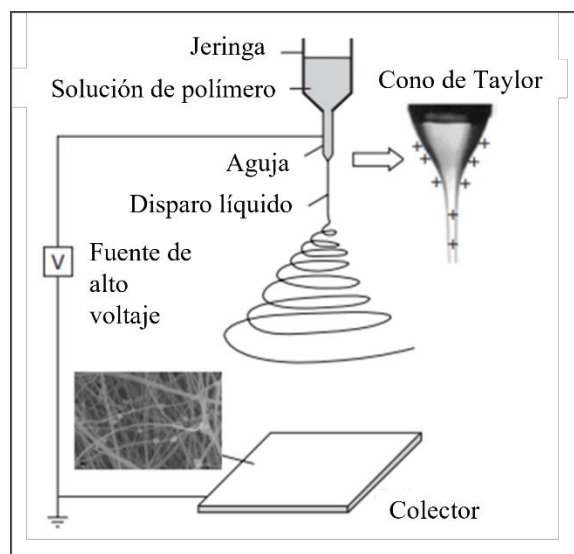 Jeringa
Solución de polímero
Cono de Taylor
Aguja
Disparo líquido
V
Fuente de
alto
voltaje
Colector